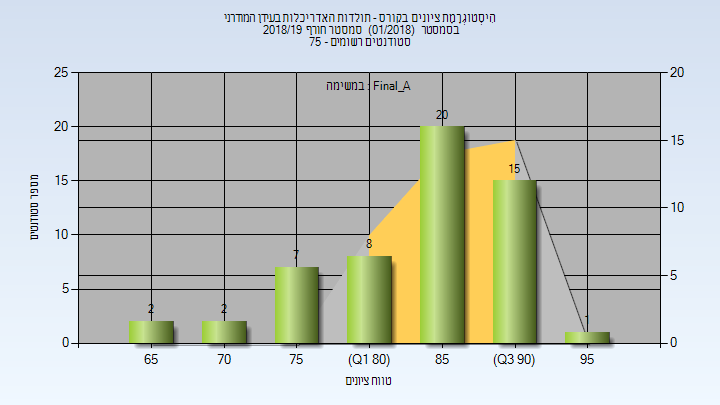 היסטוגרמת ציונים בקורס - תולדות האדריכלות בעידן המודרני
בסמסטר (01/2018) סמסטר חורף 2018/19
סטודנטים רשומים - 75
במשימה : Final_A
מספר סטודנטים
25
20
15
10
5
0
20
15
10
5
0
2
2
7
8
20
15
1
65
70
75
(Q1 80)
85
(Q3 90)
95
טווח ציונים